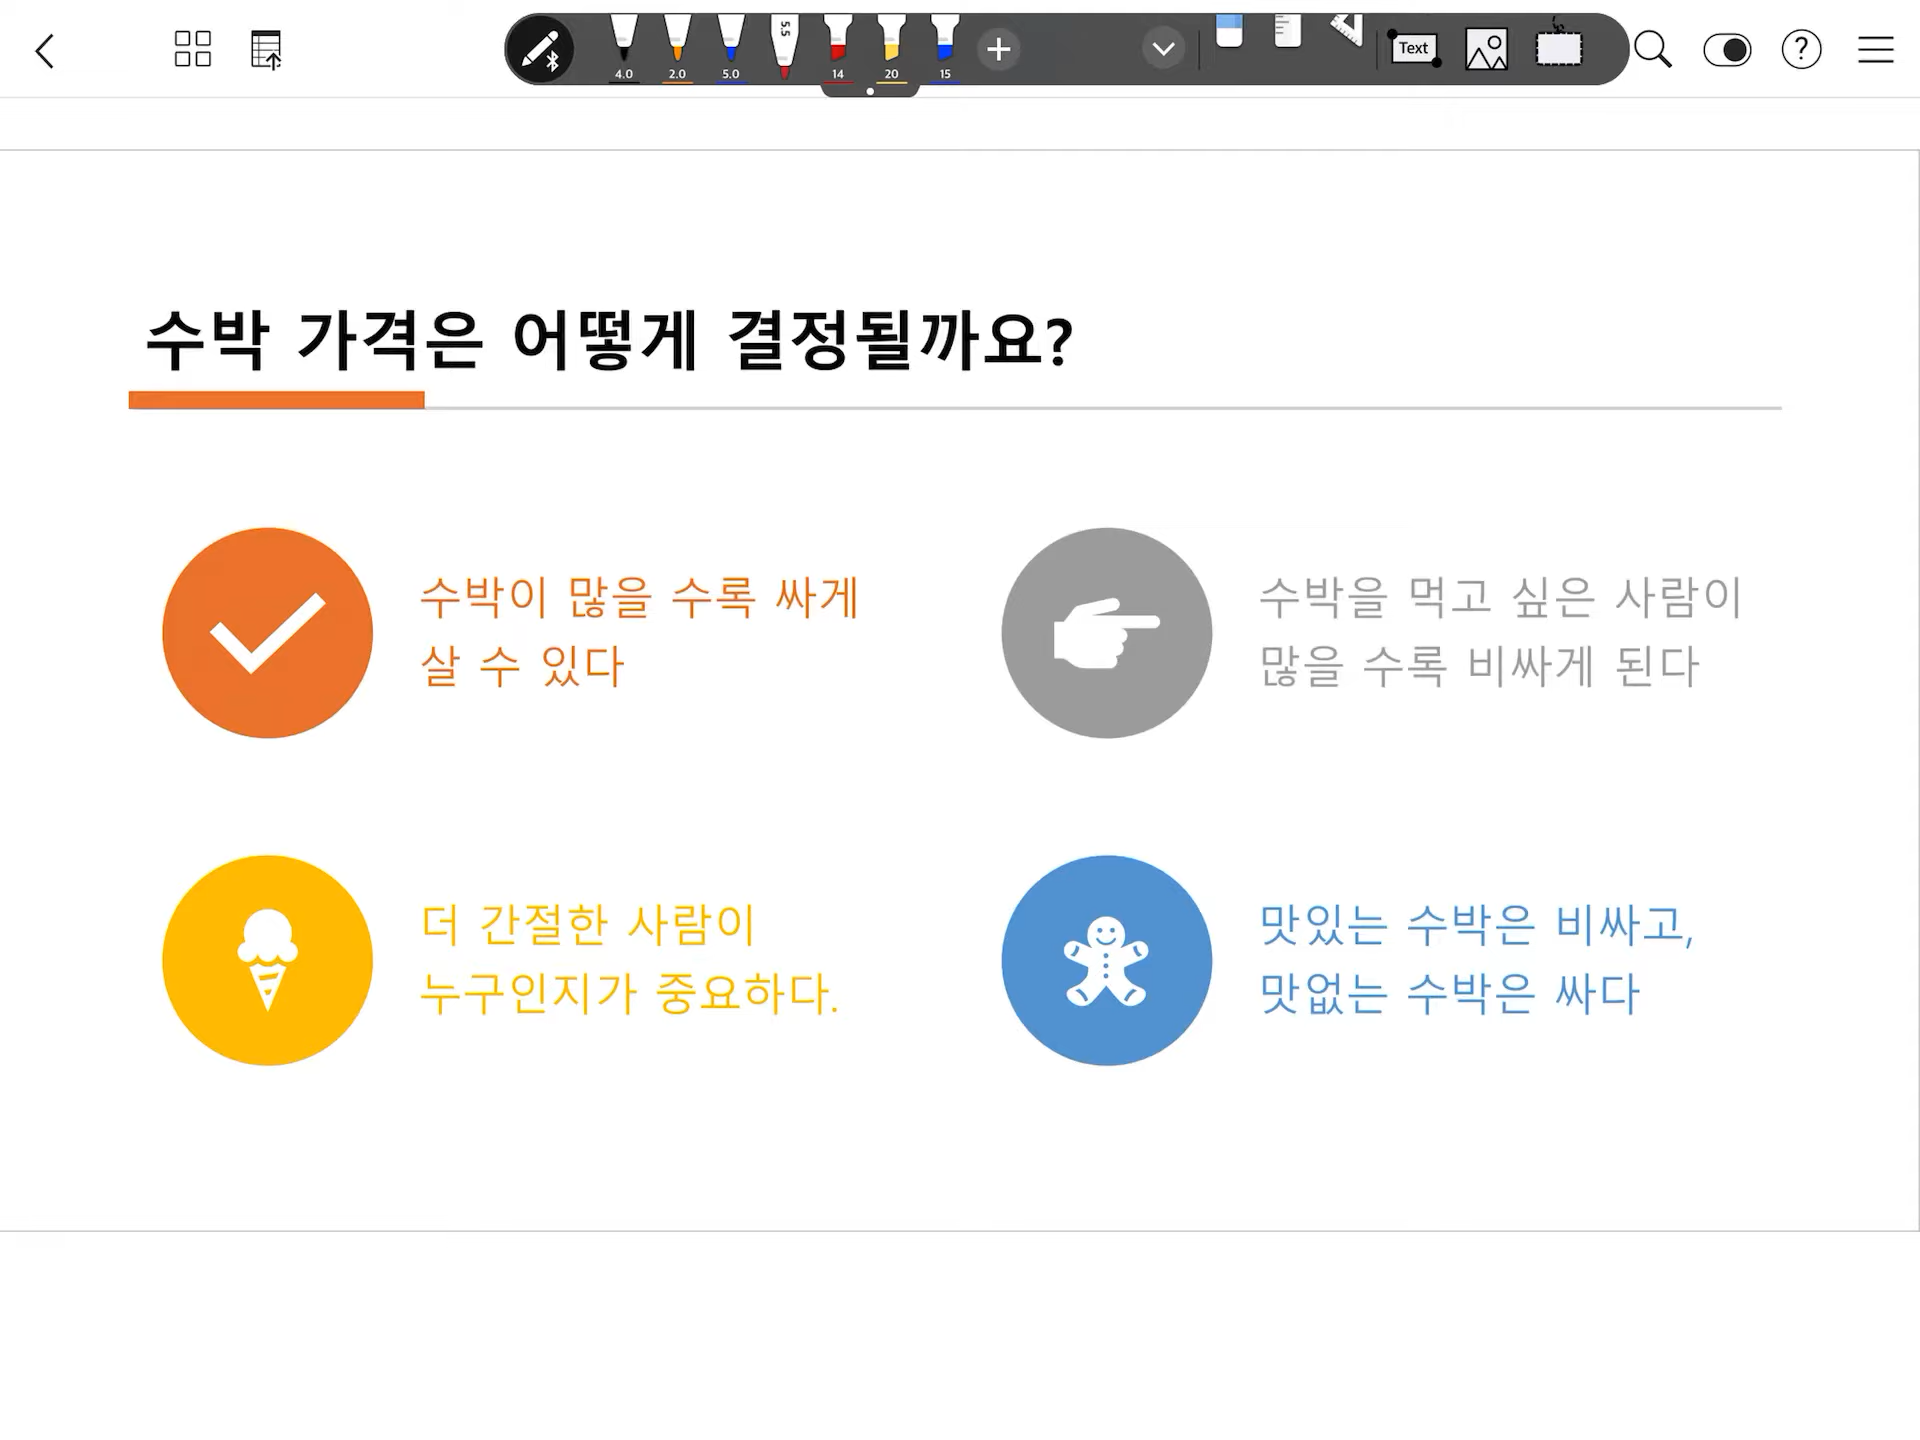 4.0
2.0
5.0
5.5
14
20
15
Text
?
수박 가격은 어떻게 결정될까요?
수박이 많을 수록 싸게
살 수 있다
수박을 먹고 싶은 사람이
많을 수록 비싸게 된다
더 간절한 사람이
누구인지가 중요하다.
맛있는 수박은 비싸고,
맛없는 수박은 싸다